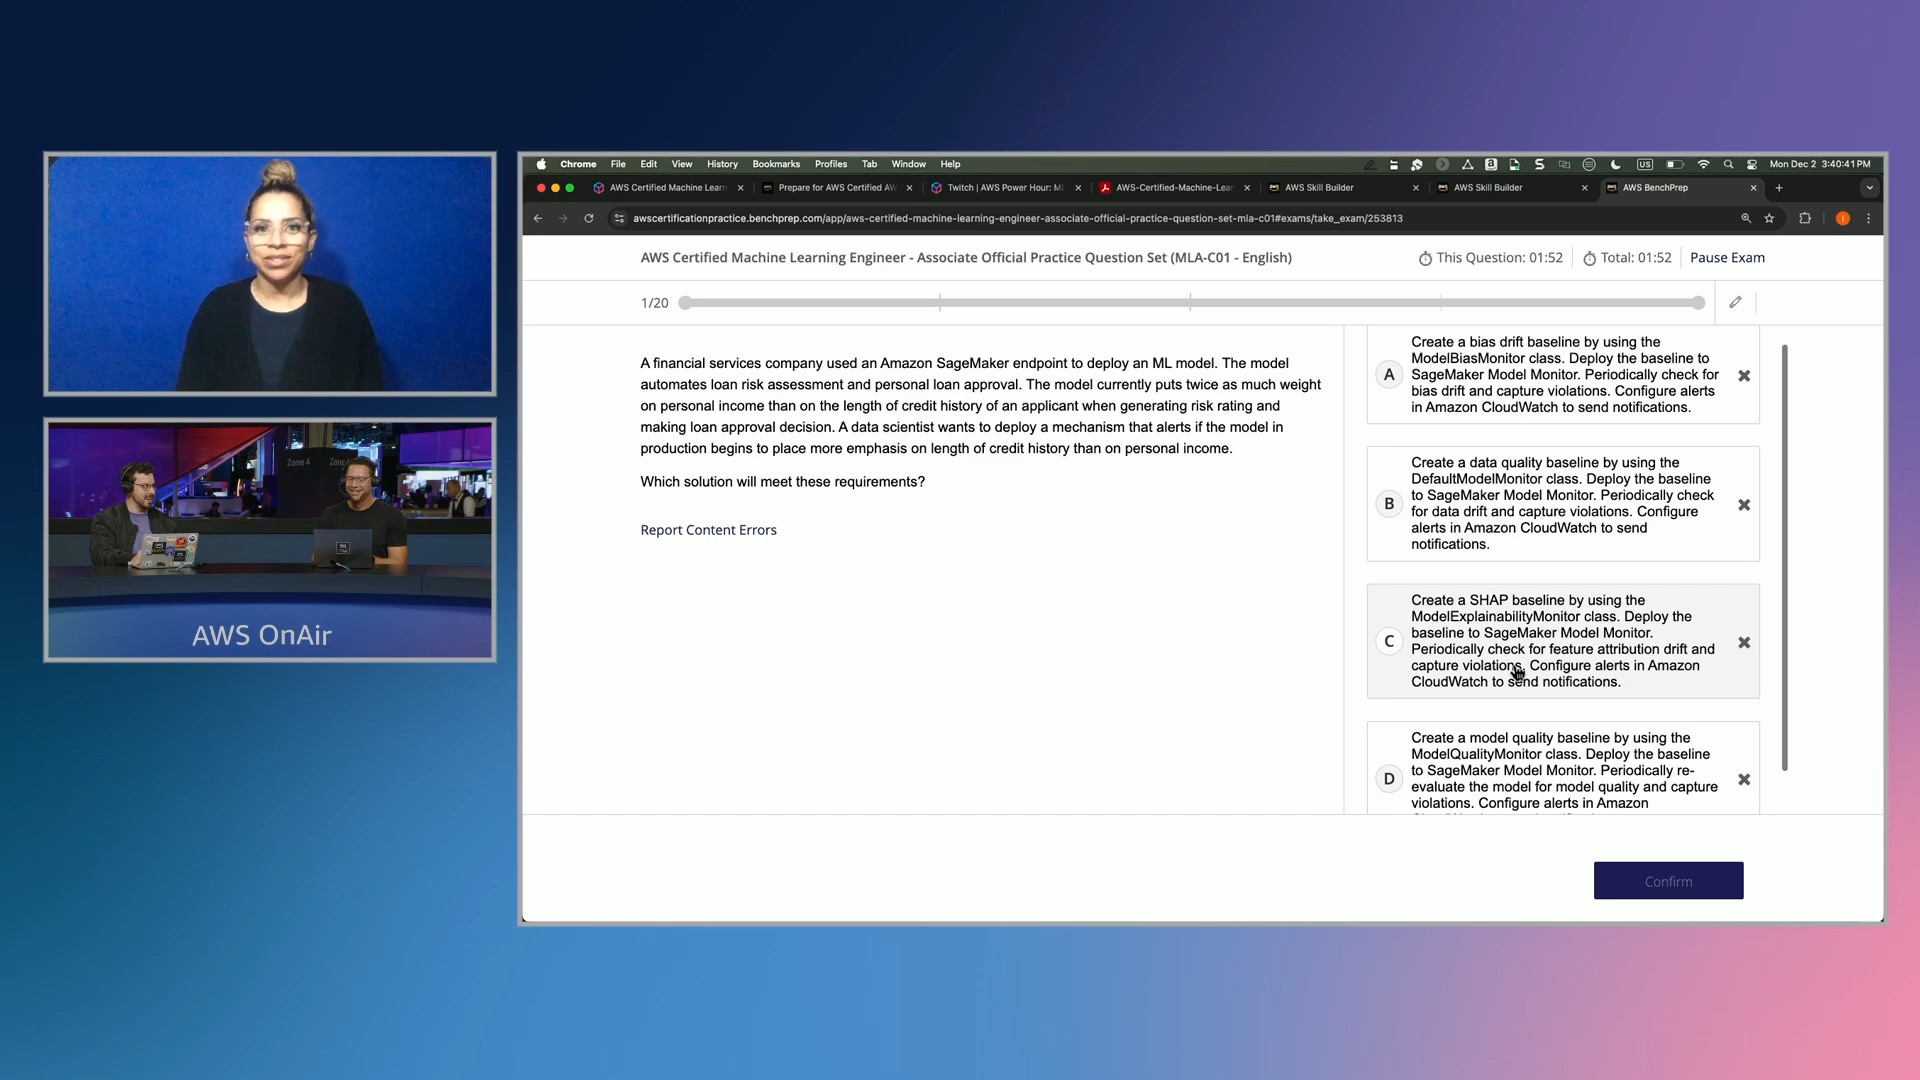 Chrome File Edit View History Bookmarks Profiles Tab Window Help
US
Mon Dec 2 3:40:41 PM
AWS Certified Machine Learn
Prepare for AWS Certified AW
Twitch | AWS Power Hour: M
AWS-Certified-Machine-Lear
AWS Skill Builder
AWS Skill Builder
AWS BenchPrep
awscertificationpractice.benchprep.com/app/aws-certified-machine-learning-engineer-associate-official-practice-question-set-mla-c01#exams/take_exam/253813
AWS Certified Machine Learning Engineer - Associate Official Practice Question Set (MLA-C01 - English)
This Question: 01:52
Total: 01:52
Pause Exam
1/20
A financial services company used an Amazon SageMaker endpoint to deploy an ML model. The model
automates loan risk assessment and personal loan approval. The model currently puts twice as much weight
on personal income than on the length of credit history of an applicant when generating risk rating and
making loan approval decision. A data scientist wants to deploy a mechanism that alerts if the model in
production begins to place more emphasis on length of credit history than on personal income.
Which solution will meet these requirements?
Report Content Errors
A
Create a bias drift baseline by using the
ModelBiasMonitor class. Deploy the baseline to
SageMaker Model Monitor. Periodically check for
bias drift and capture violations. Configure alerts
in Amazon CloudWatch to send notifications.
B
Create a data quality baseline by using the
DefaultModelMonitor class. Deploy the baseline
to SageMaker Model Monitor. Periodically check
for data drift and capture violations. Configure
alerts in Amazon CloudWatch to send
notifications.
C
Create a SHAP baseline by using the
ModelExplainabilityMonitor class. Deploy the
baseline to SageMaker Model Monitor.
Periodically check for feature attribution drift and
capture violations. Configure alerts in Amazon
CloudWatch to send notifications.
D
Create a model quality baseline by using the
ModelQualityMonitor class. Deploy the baseline
to SageMaker Model Monitor. Periodically re-
evaluate the model for model quality and capture
violations. Configure alerts in Amazon
Confirm
Zone 4
Zone 4
AWS OnAir